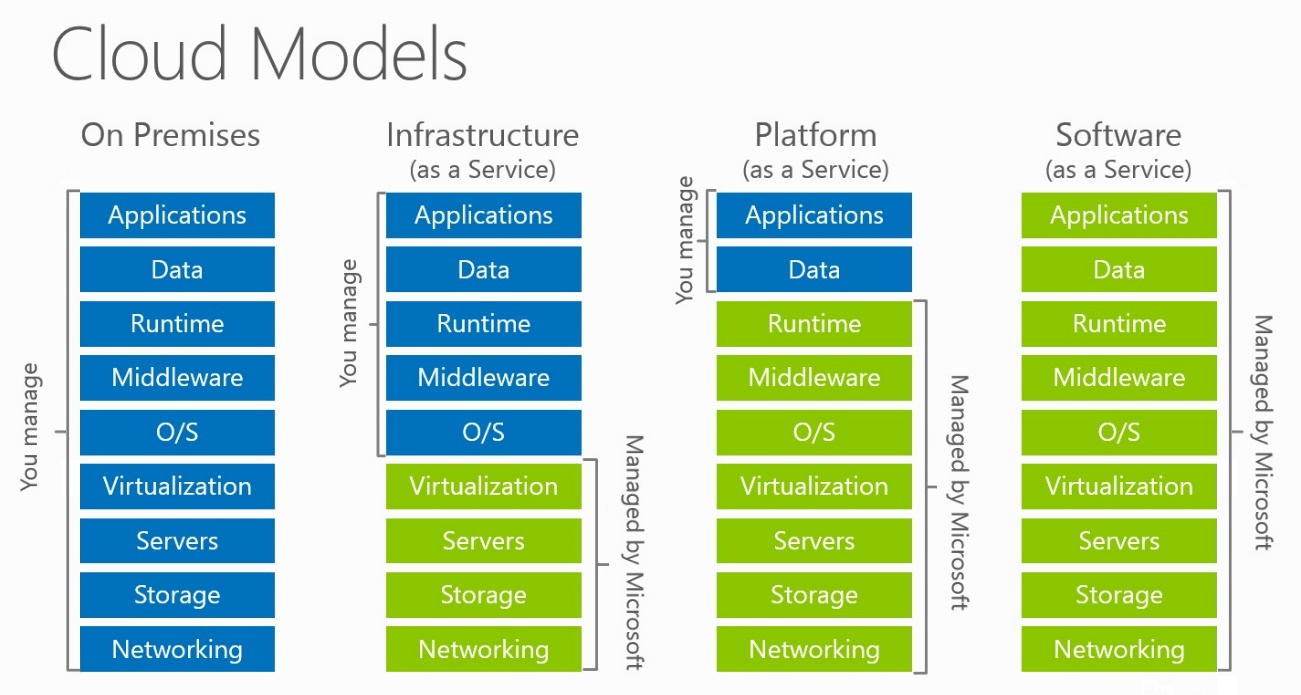 Cloud Models
On Premises
You manage
Applications
Data
Runtime
Middleware
O/S
Virtualization
Servers
Storage
Networking
Infrastructure
(as a Service)
You manage
Applications
Data
Runtime
Middleware
O/S
Virtualization
Servers
Storage
Networking
Managed by Microsoft
Platform
(as a Service)
You manage
Applications
Data
Runtime
Middleware
O/S
Virtualization
Servers
Storage
Networking
Managed by Microsoft
Software
(as a Service)
Applications
Data
Runtime
Middleware
O/S
Virtualization
Servers
Storage
Networking
Managed by Microsoft